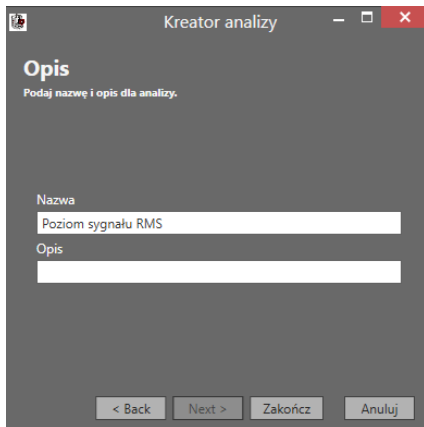 Kreator analizy
Opis
Podaj nazwę i opis dla analizy.
Nazwa
Poziom sygnału RMS
Opis
< Back Next > Zakończ Anuluj